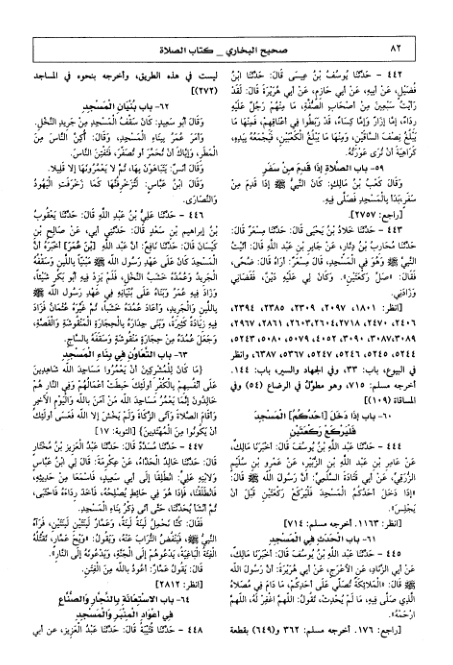 ٨٢
صحيح البخاري _ كتاب الصلاة
٤٤٢ - حَدَّثَنَا يُوسُفُ بْنُ عِيسَى قَالَ: حَدَّثَنَا ابْنُ
فُضَيْلٍ، عَنْ أَبِيهِ، عَنْ أَبِي حَازِمٍ، عَنْ أَبِي هُرَيْرَةَ قَالَ: لَقَدْ
رَأَيْتُ سَبْعِينَ مِنْ أَصْحَابِ الصُّفَّةِ، مَا مِنْهُمْ رَجُلٌ عَلَيْهِ
رِدَاءٌ، إِمَّا إِزَارٌ وَإِمَّا كِسَاءٌ، قَدْ رَبَطُوا فِي أَعْنَاقِهِمْ، فَمِنْهَا مَا
يَبْلُغُ نِصْفَ السَّاقَيْنِ، وَمِنْهَا مَا يَبْلُغُ الْكَعْبَيْنِ، فَيَجْمَعُهُ بِيَدِهِ،
كَرَاهِيَةَ أَنْ تُرَى عَوْرَتُهُ.
٥٩- باب الصَّلَاةِ إِذَا قَدِمَ مِنْ سَفَرٍ
وَقَالَ كَعْبُ بْنُ مَالِكٍ: كَانَ النَّبِيُّ ﷺ إِذَا قَدِمَ مِنْ
سَفَرٍ بَدَأَ بِالْمَسْجِدِ فَصَلَّى فِيهِ.
[راجع: ٢٧٥٧].
٤٤٣ - حَدَّثَنَا خَلَّادُ بْنُ يَحْيَى قَالَ: حَدَّثَنَا مِسْعَرٌ قَالَ:
حَدَّثَنَا مُحَارِبُ بْنُ دِثَارٍ، عَنْ جَابِرِ بْنِ عَبْدِ اللَّهِ قَالَ: أَتَيْتُ
النَّبِيَّ ﷺ وَهُوَ فِي الْمَسْجِدِ، قَالَ مِسْعَرٌ: أُرَاهُ قَالَ: ضُحًى،
فَقَالَ: «صَلِّ رَكْعَتَيْنِ». وَكَانَ لِي عَلَيْهِ دَيْنٌ، فَقَضَانِي
وَزَادَنِي.
[انظر: ١٨٠١، ٢٠٩٧، ٢٣٠٩، ٢٣٨٥، ٢٣٩٤،
٢٤٠٦، ٢٤٧٠، ٢٦٠٣،٢٦٠٤، ٢٧١٨، ٢٨٦١، ٢٩٦٧،
٣٠٨٧،٣٠٨٩، ٣٠٩٠، ٤٠٥٢، ٥٠٧٩، ٥٠٨٠، ٥٢٤٣،
٥٢٤٤، ٥٢٤٥، ٥٢٤٦، ٥٢٤٧، ٥٣٦٧، ٦٣٨٧، وانظر
في البيوع، باب: ٣٣، وفي الجهاد والسير، باب: ١٤٤.
أخرجه مسلم: ٧١٥، وهو مطوّل في الرضاع (٥٤) وفي
المساقاة (١٠٩)]
٦٠- باب إِذَا دَخَلَ [أَحَدُكُمُ] الْمَسْجِدَ
فَلْيَرْكَعْ رَكْعَتَيْنِ
٤٤٤ - حَدَّثَنَا عَبْدُ اللَّهِ بْنُ يُوسُفَ قَالَ: أَخْبَرَنَا مَالِكٌ،
عَنْ عَامِرِ بْنِ عَبْدِ اللَّهِ بْنِ الزُّبَيْرِ، عَنْ عَمْرِو بْنِ سُلَيْمٍ
الزُّرَقِيِّ، عَنْ أَبِي قَتَادَةَ السَّلَمِيِّ: أَنَّ رَسُولَ اللَّهِ ﷺ قَالَ:
«إِذَا دَخَلَ أَحَدُكُمُ الْمَسْجِدَ فَلْيَرْكَعْ رَكْعَتَيْنِ قَبْلَ أَنْ
يَجْلِسَ».
[انظر: ١١٦٣. أخرجه مسلم: ٧١٤].
٦١- باب الْحَدَثِ فِي الْمَسْجِدِ
٤٤٥ - حَدَّثَنَا عَبْدُ اللَّهِ بْنُ يُوسُفَ قَالَ: أَخْبَرَنَا مَالِكٌ،
عَنْ أَبِي الزِّنَادِ، عَنِ الْأَعْرَجِ، عَنْ أَبِي هُرَيْرَةَ: أَنَّ رَسُولَ اللَّهِ
ﷺ قَالَ: «الْمَلَائِكَةُ تُصَلِّي عَلَى أَحَدِكُمْ، مَا دَامَ فِي مُصَلَّاهُ
الَّذِي صَلَّى فِيهِ، مَا لَمْ يُحْدِثْ، تَقُولُ: اللَّهُمَّ اغْفِرْ لَهُ، اللَّهُمَّ
ارْحَمْهُ».
[راجع: ١٧٦. أخرجه مسلم: ٣٦٢ و(٦٤٩) بقطعة
ليست في هذه الطريق، وأخرجه بنحوه في المساجد
(٢٧٢)]
٦٢- باب بُنْيَانِ الْمَسْجِدِ
وَقَالَ أَبُو سَعِيدٍ: كَانَ سَقْفُ الْمَسْجِدِ مِنْ جَرِيدِ النَّخْلِ.
وَأَمَرَ عُمَرُ بِبِنَاءِ الْمَسْجِدِ، وَقَالَ: أَكِنَّ النَّاسَ مِنَ
الْمَطَرِ، وَإِيَّاكَ أَنْ تُحَمِّرَ أَوْ تُصَفِّرَ، فَتَفْتِنَ النَّاسَ.
وَقَالَ أَنَسٌ: يَتَبَاهَوْنَ بِهَا، ثُمَّ لَا يَعْمُرُونَهَا إِلَّا قَلِيلًا.
وَقَالَ ابْنُ عَبَّاسٍ: لَتُزَخْرِفُنَّهَا كَمَا زَخْرَفَتِ الْيَهُودُ
وَالنَّصَارَى.
٤٤٦ - حَدَّثَنَا عَلِيُّ بْنُ عَبْدِ اللَّهِ قَالَ: حَدَّثَنَا يَعْقُوبُ
بْنُ إِبْرَاهِيمَ بْنِ سَعْدٍ قَالَ: حَدَّثَنِي أَبِي، عَنْ صَالِحِ بْنِ
كَيْسَانَ قَالَ: حَدَّثَنَا نَافِعٌ: أَنَّ عَبْدَ اللَّهِ [بْنَ عُمَرَ] أَخْبَرَهُ: أَنَّ
الْمَسْجِدَ كَانَ عَلَى عَهْدِ رَسُولِ اللَّهِ ﷺ مَبْنِيًّا بِاللَّبِنِ، وَسَقْفُهُ
الْجَرِيدُ، وَعُمُدُهُ خَشَبُ النَّخْلِ، فَلَمْ يَزِدْ فِيهِ أَبُو بَكْرٍ شَيْئًا،
وَزَادَ فِيهِ عُمَرُ وَبَنَاهُ عَلَى بُنْيَانِهِ فِي عَهْدِ رَسُولِ اللَّهِ ﷺ
بِاللَّبِنِ وَالْجَرِيدِ، وَأَعَادَ عُمُدَهُ خَشَبًا، ثُمَّ غَيَّرَهُ عُثْمَانُ فَزَادَ
فِيهِ زِيَادَةً كَثِيرَةً، وَبَنَى جِدَارَهُ بِالْحِجَارَةِ الْمَنْقُوشَةِ وَالْقَصَّةِ،
وَجَعَلَ عُمُدَهُ مِنْ حِجَارَةٍ مَنْقُوشَةٍ وَسَقَفَهُ بِالسَّاجِ.
٦٣- باب التَّعَاوُنِ فِي بِنَاءِ الْمَسْجِدِ
{مَا كَانَ لِلْمُشْرِكِينَ أَنْ يَعْمُرُوا مَسَاجِدَ اللَّهِ شَاهِدِينَ
عَلَى أَنْفُسِهِمْ بِالْكُفْرِ أُولَئِكَ حَبِطَتْ أَعْمَالُهُمْ وَفِي النَّارِ هُمْ
خَالِدُونَ إِنَّمَا يَعْمُرُ مَسَاجِدَ اللَّهِ مَنْ آمَنَ بِاللَّهِ وَالْيَوْمِ الْآخِرِ
وَأَقَامَ الصَّلَاةَ وَآتَى الزَّكَاةَ وَلَمْ يَخْشَ إِلَّا اللَّهَ فَعَسَى أُولَئِكَ
أَنْ يَكُونُوا مِنَ الْمُهْتَدِينَ} [التوبة: ١٧]
٤٤٧ - حَدَّثَنَا مُسَدَّدٌ قَالَ: حَدَّثَنَا عَبْدُ الْعَزِيزِ بْنُ مُخْتَارٍ
قَالَ: حَدَّثَنَا خَالِدٌ الْحَذَّاءُ، عَنْ عِكْرِمَةَ: قَالَ لِي ابْنُ عَبَّاسٍ
وَلِابْنِهِ عَلِيٍّ: انْطَلِقَا إِلَى أَبِي سَعِيدٍ، فَاسْمَعَا مِنْ حَدِيثِهِ،
فَانْطَلَقْنَا، فَإِذَا هُوَ فِي حَائِطٍ يُصْلِحُهُ، فَأَخَذَ رِدَاءَهُ فَاحْتَبَى،
ثُمَّ أَنْشَأَ يُحَدِّثُنَا، حَتَّى أَتَى ذِكْرُ بِنَاءِ الْمَسْجِدِ.
فَقَالَ: كُنَّا نَحْمِلُ لَبِنَةً لَبِنَةً، وَعَمَّارٌ لَبِنَتَيْنِ لَبِنَتَيْنِ، فَرَآهُ
النَّبِيُّ ﷺ، فَيَنْفُضُ التُّرَابَ عَنْهُ، وَيَقُولُ: «وَيْحَ عَمَّارٍ، تَقْتُلُهُ
الْفِئَةُ الْبَاغِيَةُ، يَدْعُوهُمْ إِلَى الْجَنَّةِ، وَيَدْعُونَهُ إِلَى النَّارِ».
قَالَ: يَقُولُ عَمَّارٌ: أَعُوذُ بِاللَّهِ مِنَ الْفِتَنِ.
[انظر: ٢٨١٢]
٦٤- باب الِاسْتِعَانَةِ بِالنَّجَّارِ وَالصُّنَّاعِ
فِي أَعْوَادِ الْمِنْبَرِ وَالْمَسْجِدِ
٤٤٨ - حَدَّثَنَا قُتَيْبَةُ قَالَ: حَدَّثَنَا عَبْدُ الْعَزِيزِ، عَنْ أَبِي